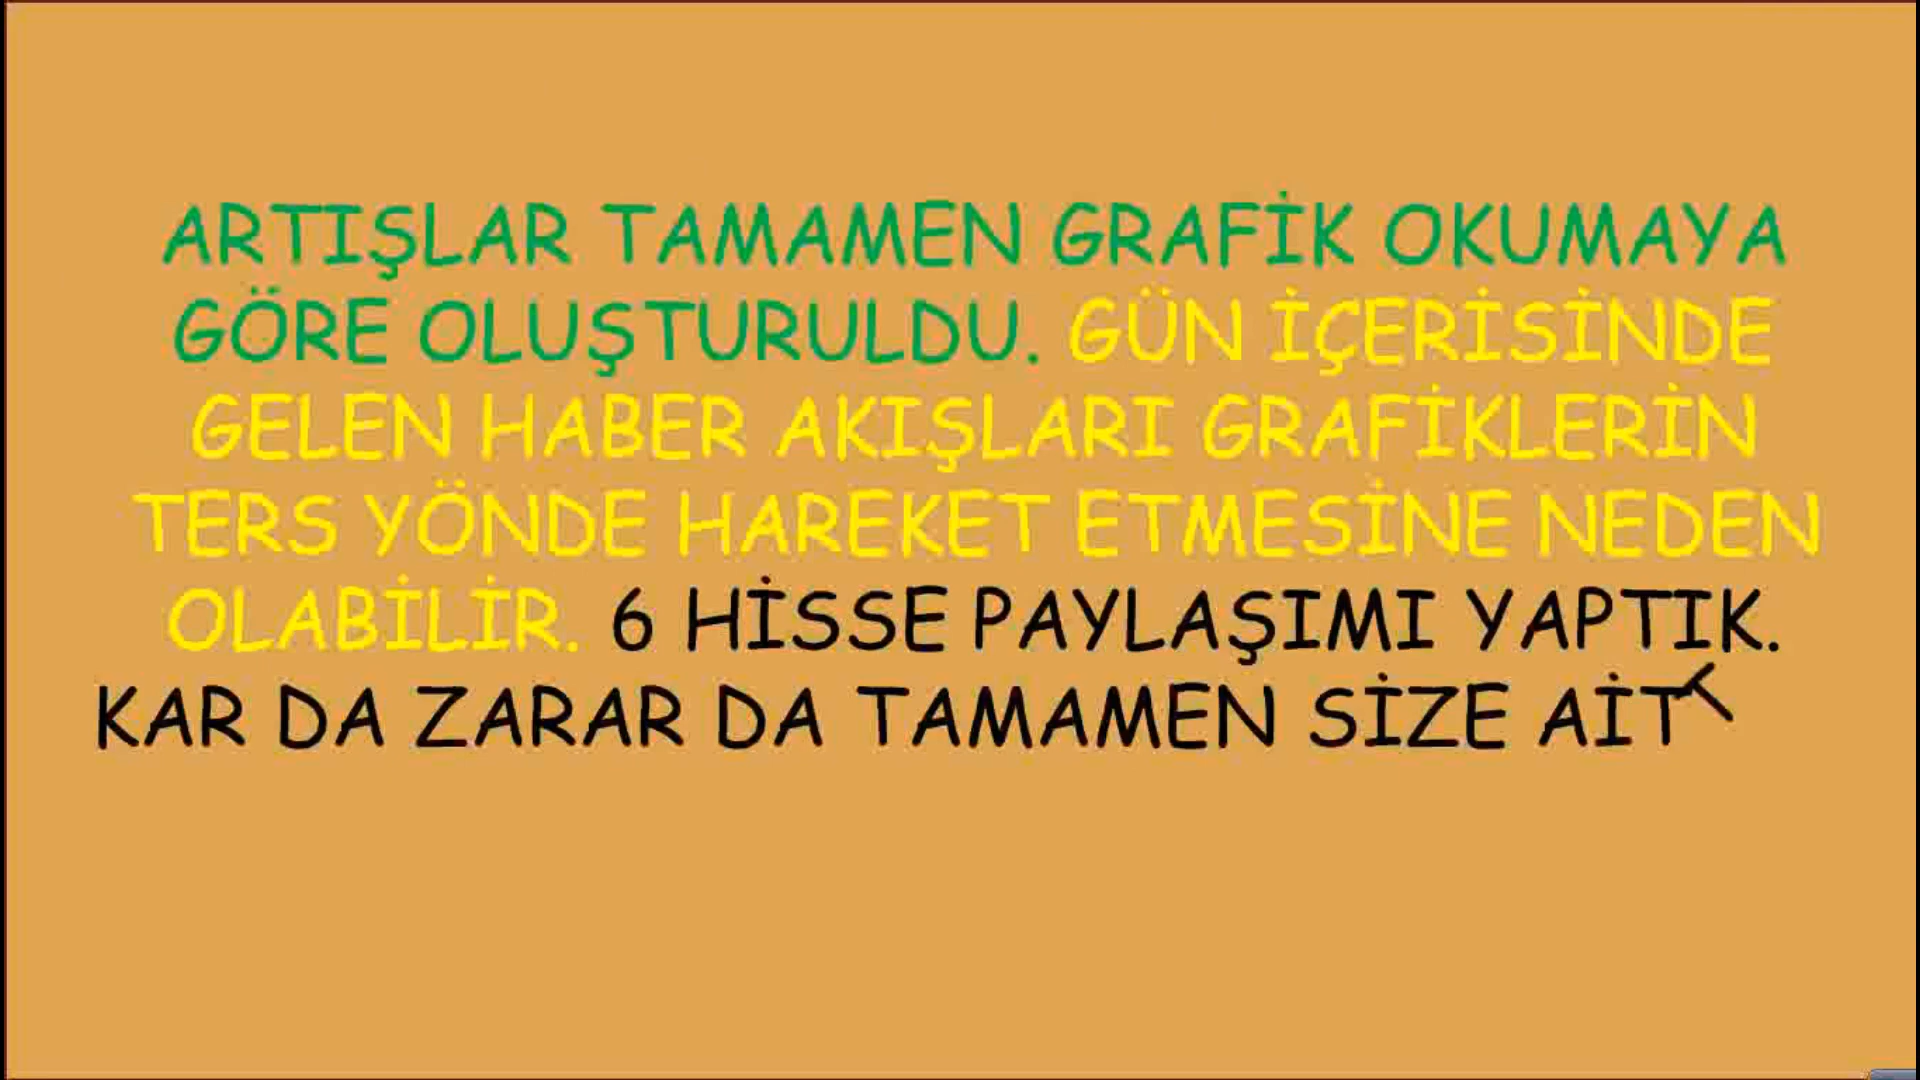 ARTIŞLAR TAMAMEN GRAFİK OKUMAYA
GÖRE OLUŞTURULDU. GÜN İÇERİSİNDE
GELEN HABER AKIŞLARI GRAFİKLERİN
TERS YÖNDE HAREKET ETMESİNE NEDEN
OLABİLİR. 6 HİSSE PAYLAŞIMI YAPTIK.
KAR DA ZARAR DA TAMAMEN SİZE AİT